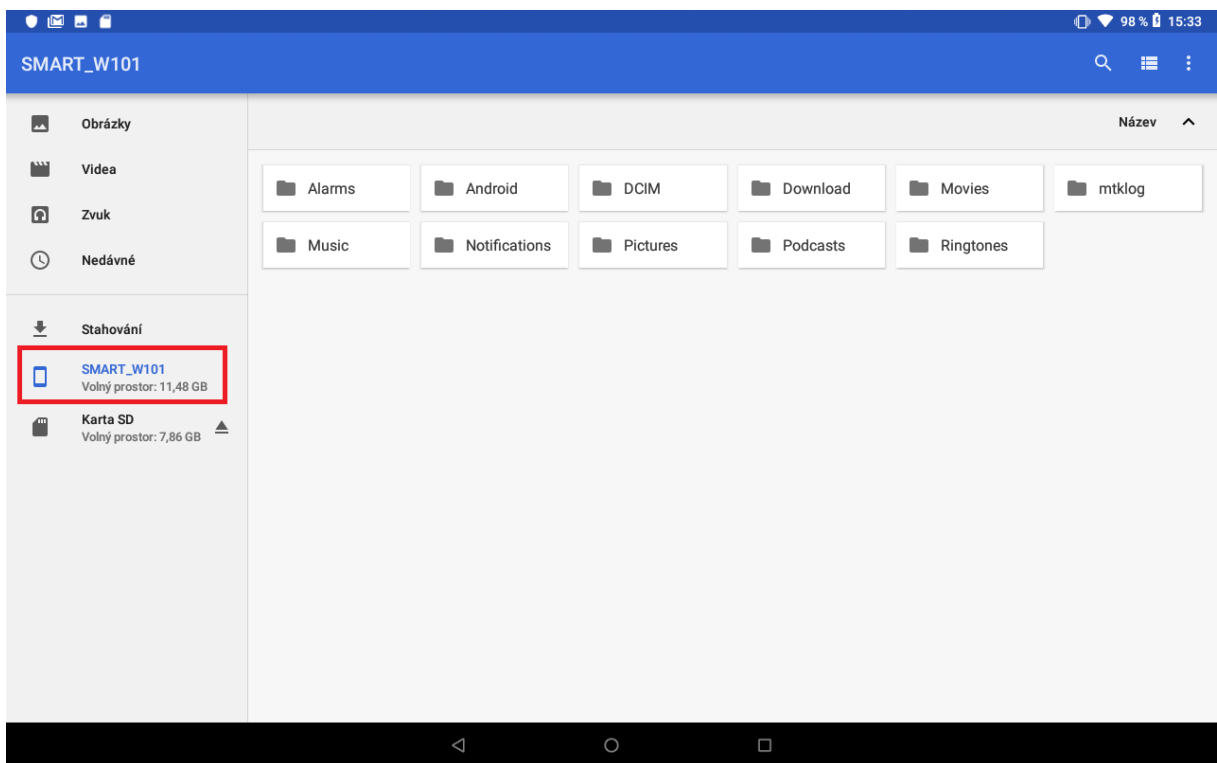 98 % 15:33
SMART_W101
Obrázky
Videa
Zvuk
Nedávné
Stahování
SMART_W101
Volný prostor: 11,48 GB
Karta SD
Volný prostor: 7,86 GB
Název
Alarms Android DCIM Download Movies mtklog
Music Notifications Pictures Podcasts Ringtones